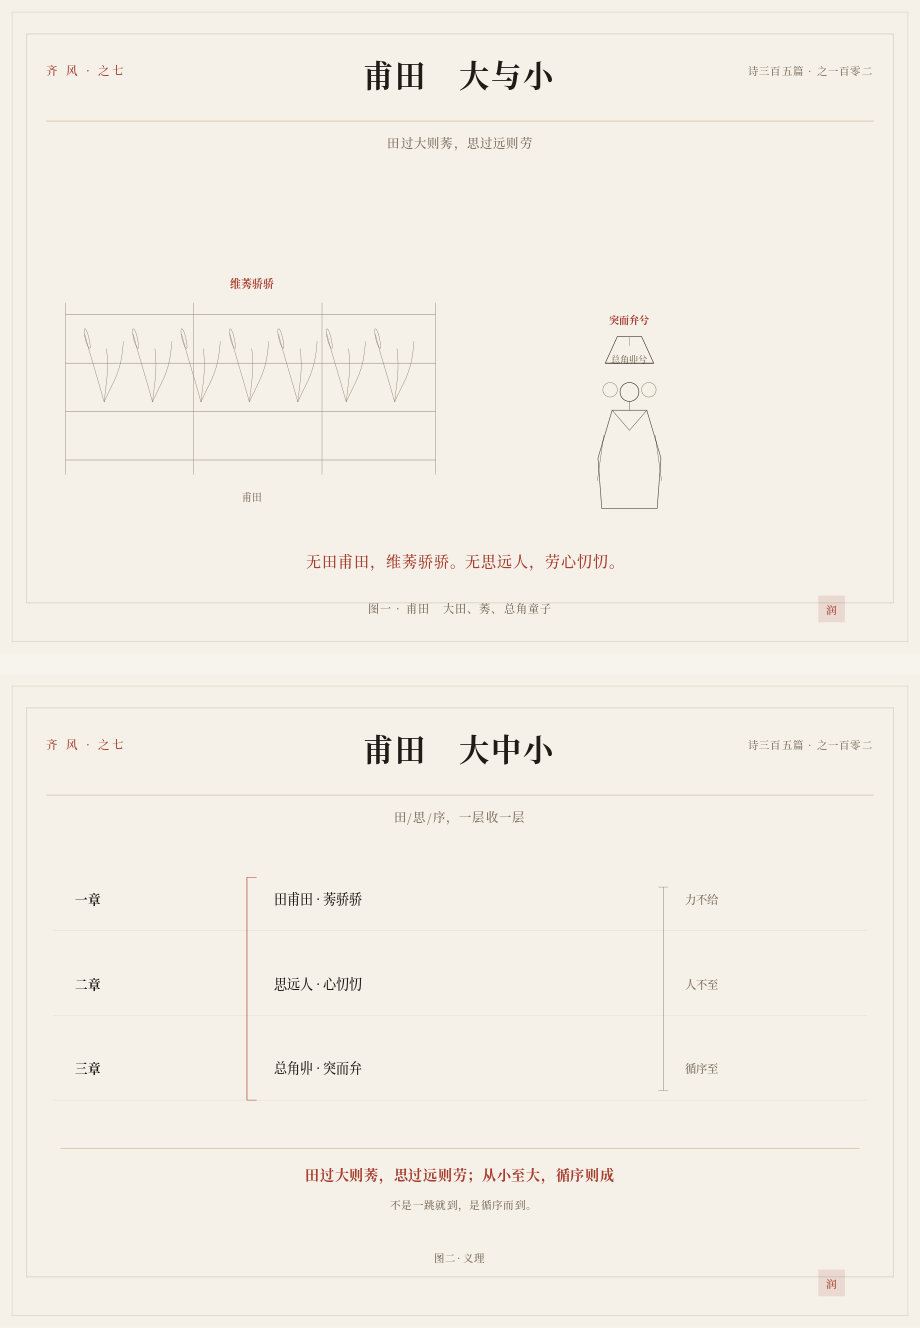 齐 风 · 之七
甫田　大与小
诗三百五篇 · 之一百零二
田过大则莠，思过远则劳
维莠骄骄
突而弁兮
总角丱兮
甫田
无田甫田，维莠骄骄。无思远人，劳心忉忉。
图一 · 甫田　大田、莠、总角童子
润
齐 风 · 之七
甫田　大中小
诗三百五篇 · 之一百零二
田/思/序，一层收一层
一章
田甫田 · 莠骄骄
力不给
二章
思远人 · 心忉忉
人不至
三章
总角丱 · 突而弁
循序至
田过大则莠，思过远则劳；从小至大，循序则成
不是一跳就到，是循序而到。
图二 · 义理
润